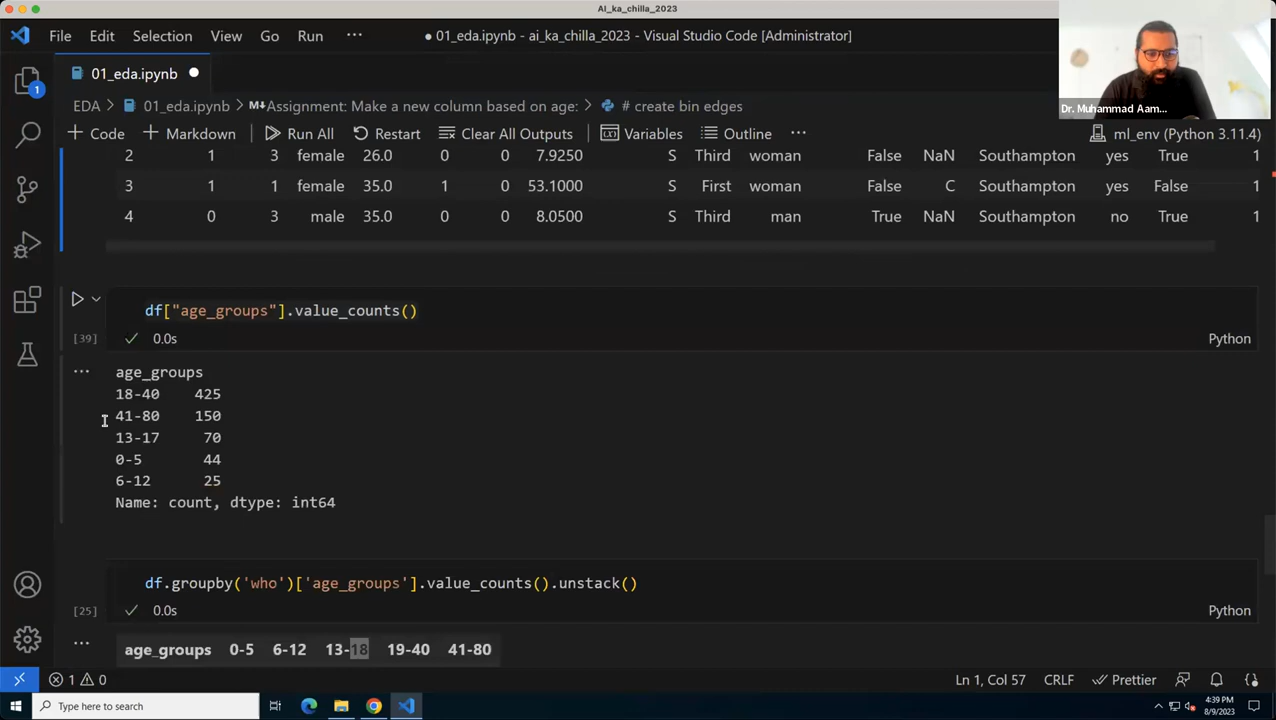 AI_ka_chilla_2023
File Edit Selection View Go Run ··· ● 01_eda.ipynb - ai_ka_chilla_2023 - Visual Studio Code [Administrator]
01_eda.ipynb ●
EDA > 01_eda.ipynb > M↓Assignment: Make a new column based on age: > # create bin edges
+ Code + Markdown Run All Restart Clear All Outputs Variables Outline ··· ml_env (Python 3.11.4)
Dr. Muhammad Aam...
2 1 3 female 26.0 0 0 7.9250 S Third woman False NaN Southampton yes True 1
3 1 1 female 35.0 1 0 53.1000 S First woman False C Southampton yes False 1
4 0 3 male 35.0 0 0 8.0500 S Third man True NaN Southampton no True 1
df["age_groups"].value_counts()
[39] ✓ 0.0s Python
··· age_groups
18-40 425
41-80 150
13-17 70
0-5 44
6-12 25
Name: count, dtype: int64
df.groupby('who')['age_groups'].value_counts().unstack()
[25] ✓ 0.0s Python
··· age_groups 0-5 6-12 13-18 19-40 41-80
1 0 Ln 1, Col 57 CRLF Prettier
Type here to search 4:39 PM
8/9/2023
1